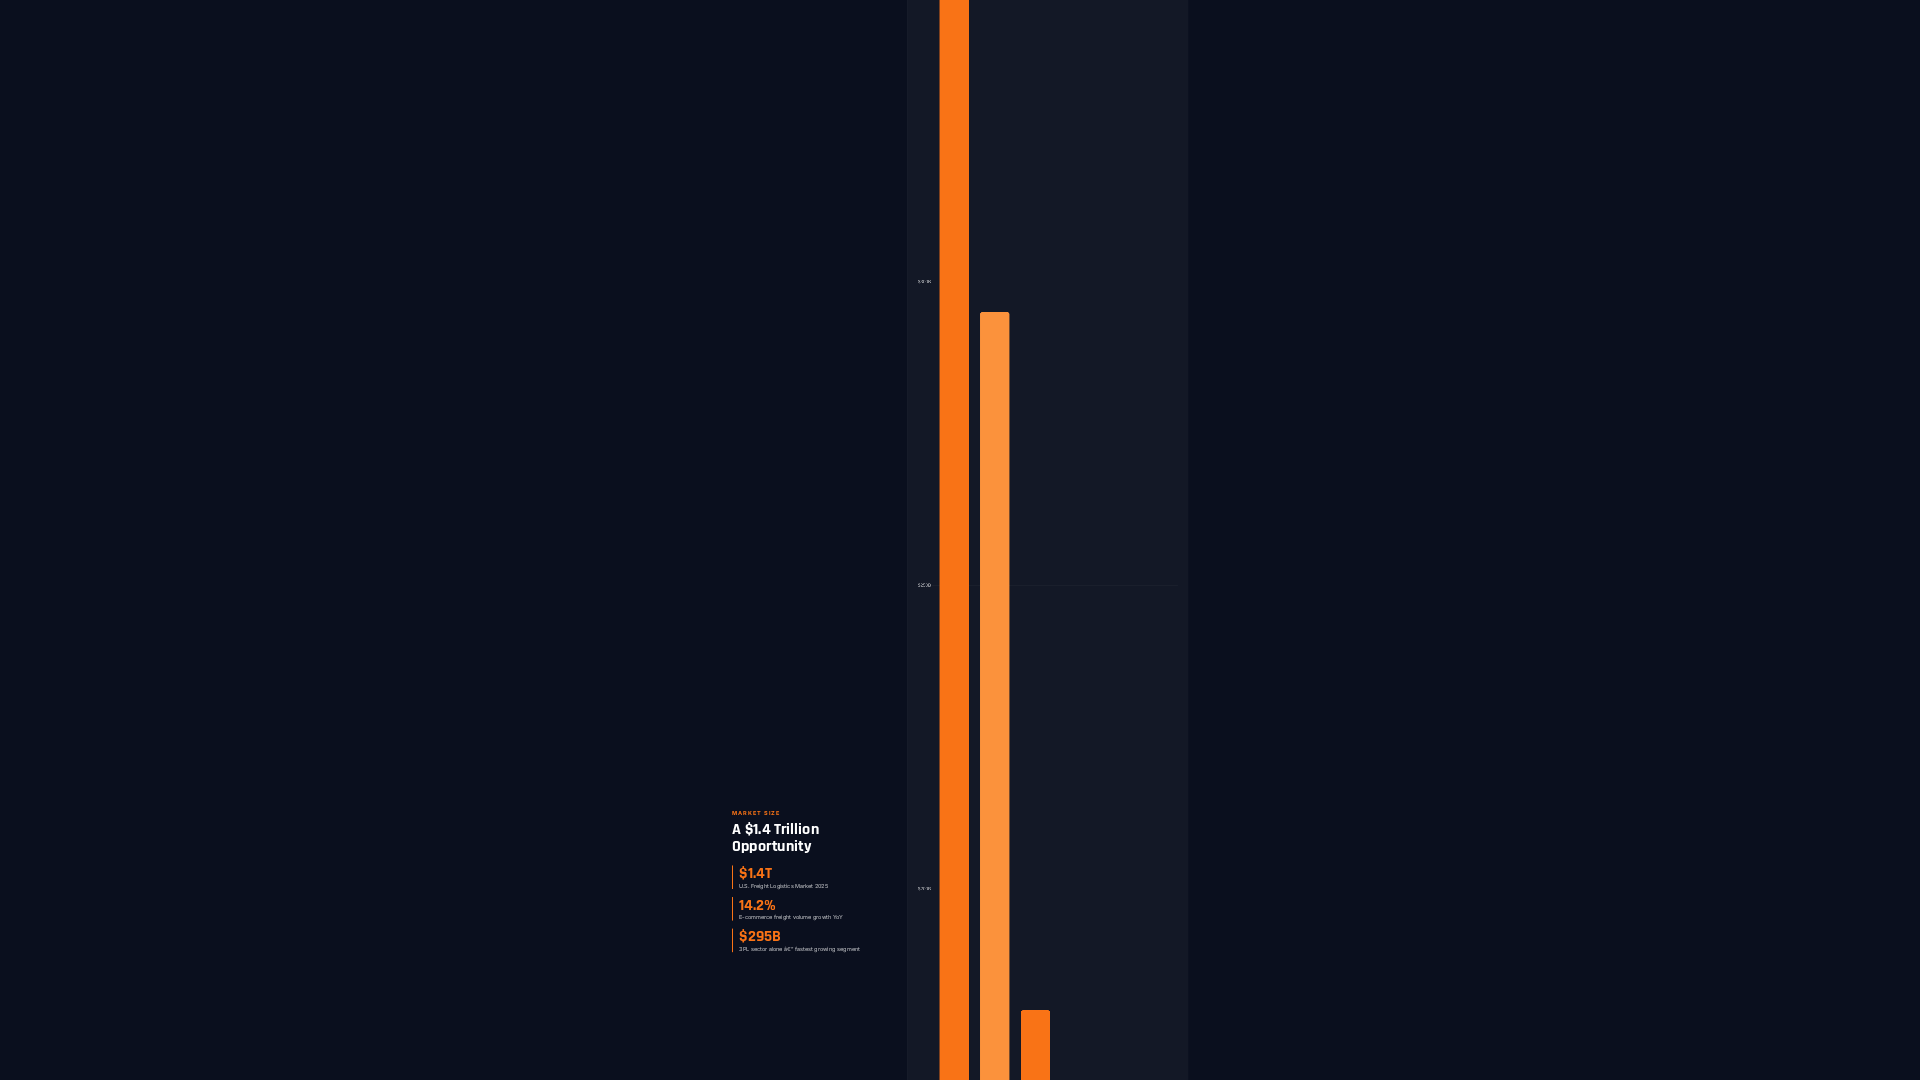 MARKET SIZE
A $1.4 Trillion
Opportunity
$1.4T
U.S. Freight Logistics Market 2025
14.2%
E-commerce freight volume growth YoY
$295B
3PL sector alone â€" fastest growing segment